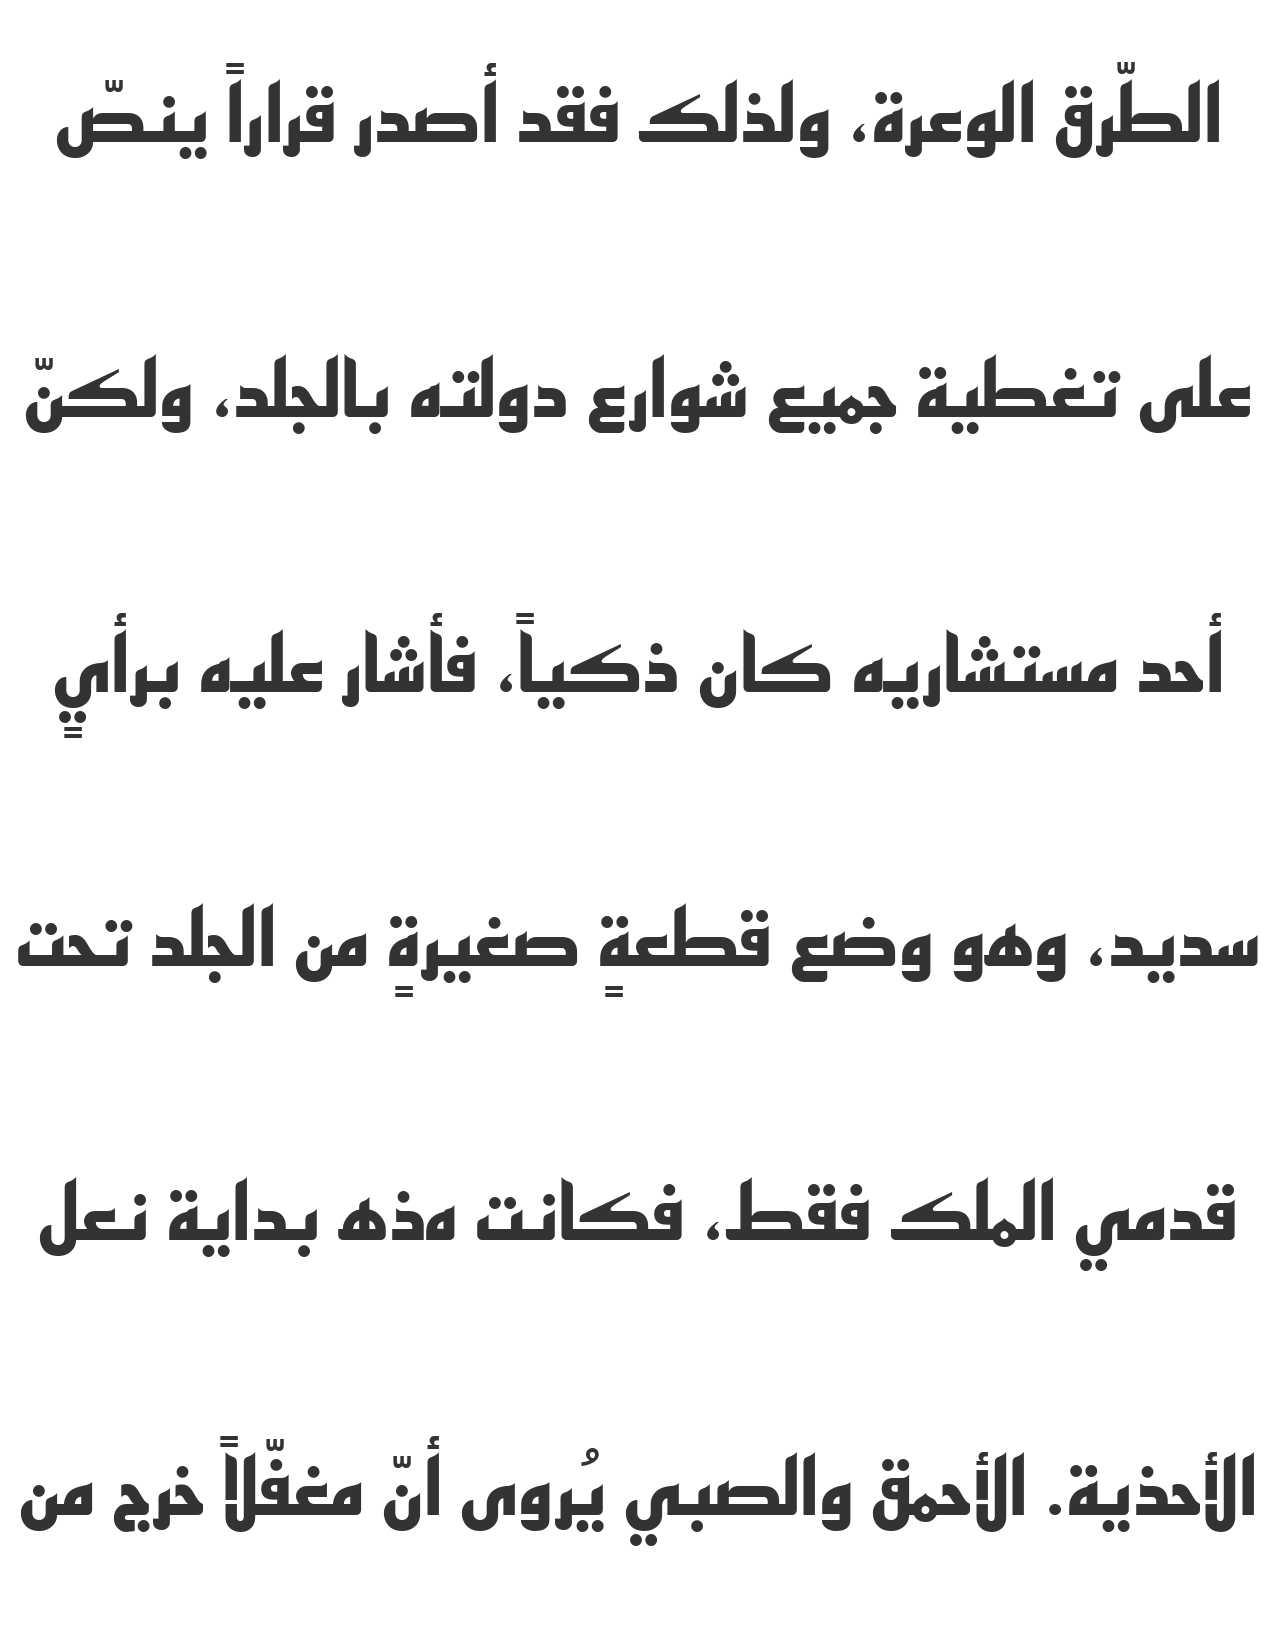 الطّرق الوعرة، ولذلك فقد أصدر قراراً ينصّ
على تغطية جميع شوارع دولته بالجلد، ولكنّ
أحد مستشاريه كان ذكياً، فأشار عليه برأيٍ
سديد، وهو وضع قطعةٍ صغيرةٍ من الجلد تحت
قدمي الملك فقط، فكانت هذه بداية نعل
الأحذية. الأحمق والصبي يُروى أنّ مغفّلاً خرج من